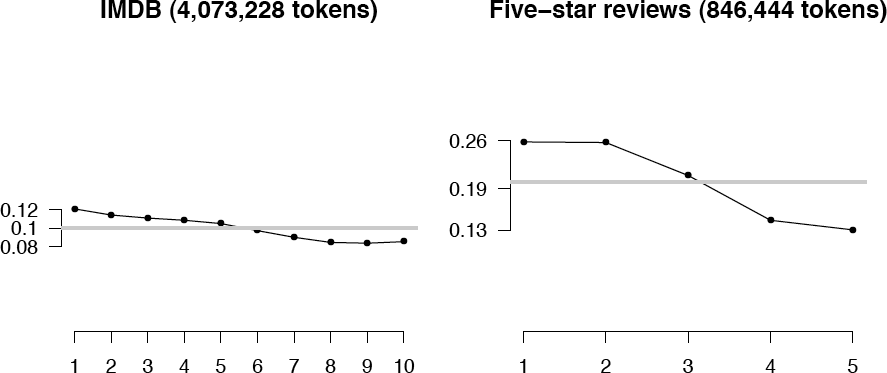 IMDB (4,073,228 tokens)
0.12
0.1
0.08
1 2 3 4 5 6 7 8 9 10
Five−star reviews (846,444 tokens)
0.26
0.19
0.13
1 2 3 4 5